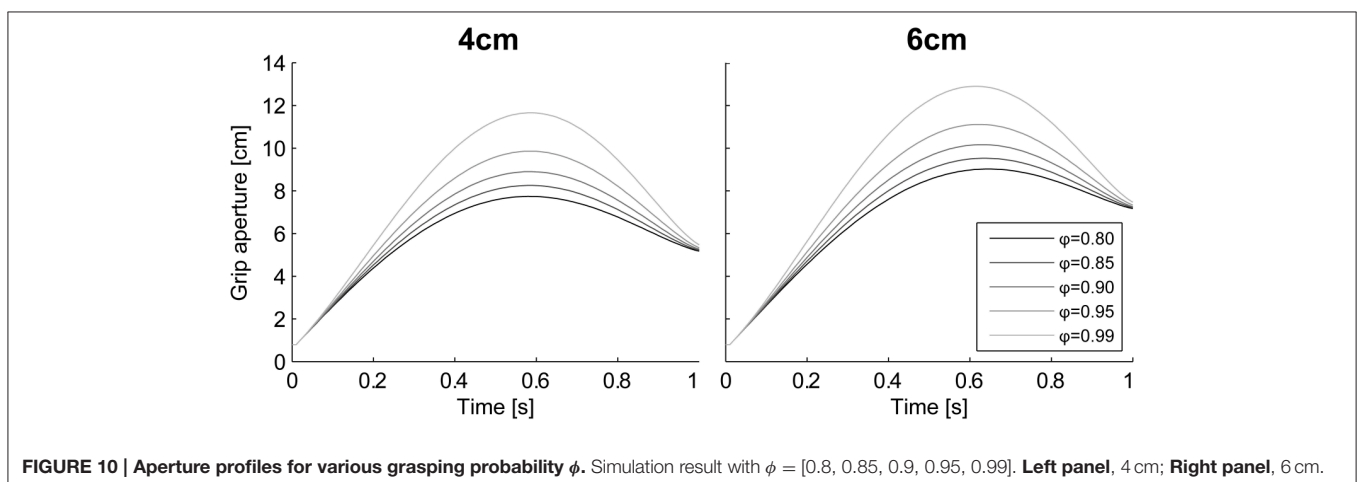 4cm
6cm
14
12
10
8
6
4
2
0
Grip aperture [cm]
0 0.2 0.4 0.6 0.8 1
Time [s]
φ=0.80
φ=0.85
φ=0.90
φ=0.95
φ=0.99
0 0.2 0.4 0.6 0.8 1
Time [s]
FIGURE 10 | Aperture profiles for various grasping probability ϕ. Simulation result with ϕ = [0.8, 0.85, 0.9, 0.95, 0.99]. Left panel, 4 cm; Right panel, 6 cm.